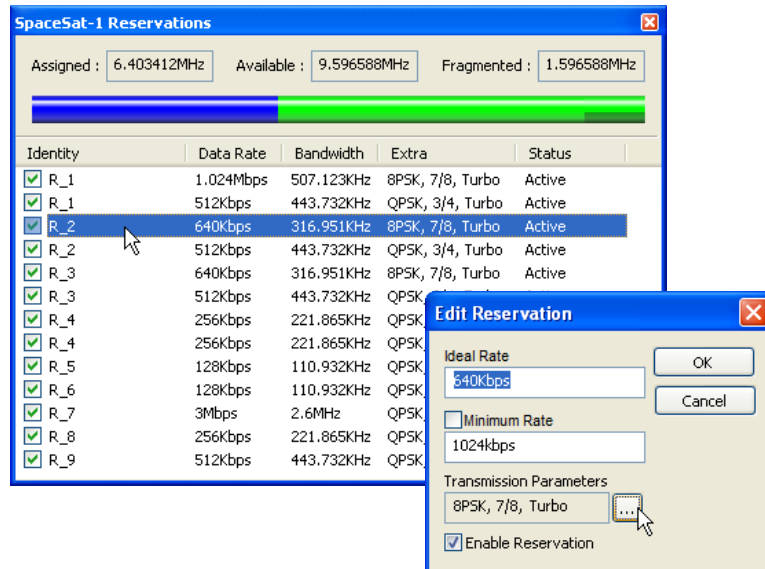 SpaceSat-1 Reservations
Assigned : 6.403412MHz Available : 9.596588MHz Fragmented : 1.596588MHz
Identity Data Rate Bandwidth Extra Status
R_1 1.024Mbps 507.123KHz 8PSK, 7/8, Turbo Active
R_1 512Kbps 443.732KHz QPSK, 3/4, Turbo Active
R_2 640Kbps 316.951KHz 8PSK, 7/8, Turbo Active
R_2 512Kbps 443.732KHz QPSK, 3/4, Turbo Active
R_3 640Kbps 316.951KHz 8PSK, 7/8, Turbo Active
R_3 512Kbps 443.732KHz QPSK,
R_4 256Kbps 221.865KHz QPSK,
R_4 256Kbps 221.865KHz QPSK,
R_5 128Kbps 110.932KHz QPSK,
R_6 128Kbps 110.932KHz QPSK,
R_7 3Mbps 2.6MHz QPSK,
R_8 256Kbps 221.865KHz QPSK,
R_9 512Kbps 443.732KHz QPSK,
Edit Reservation
Ideal Rate
640Kbps
OK
Cancel
Minimum Rate
1024kbps
Transmission Parameters
8PSK, 7/8, Turbo ...
Enable Reservation